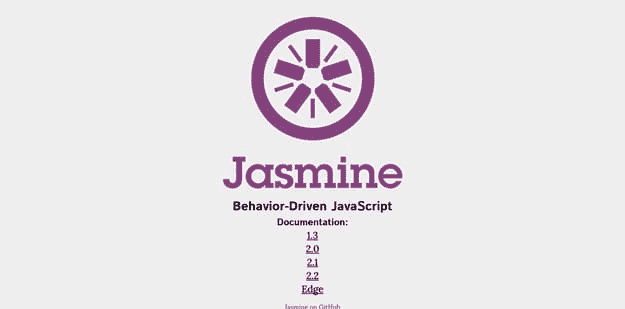 Jasmine
Behavior-Driven JavaScript
Documentation:
1.3
2.0
2.1
2.2
Edge
Jasmine on GitHub